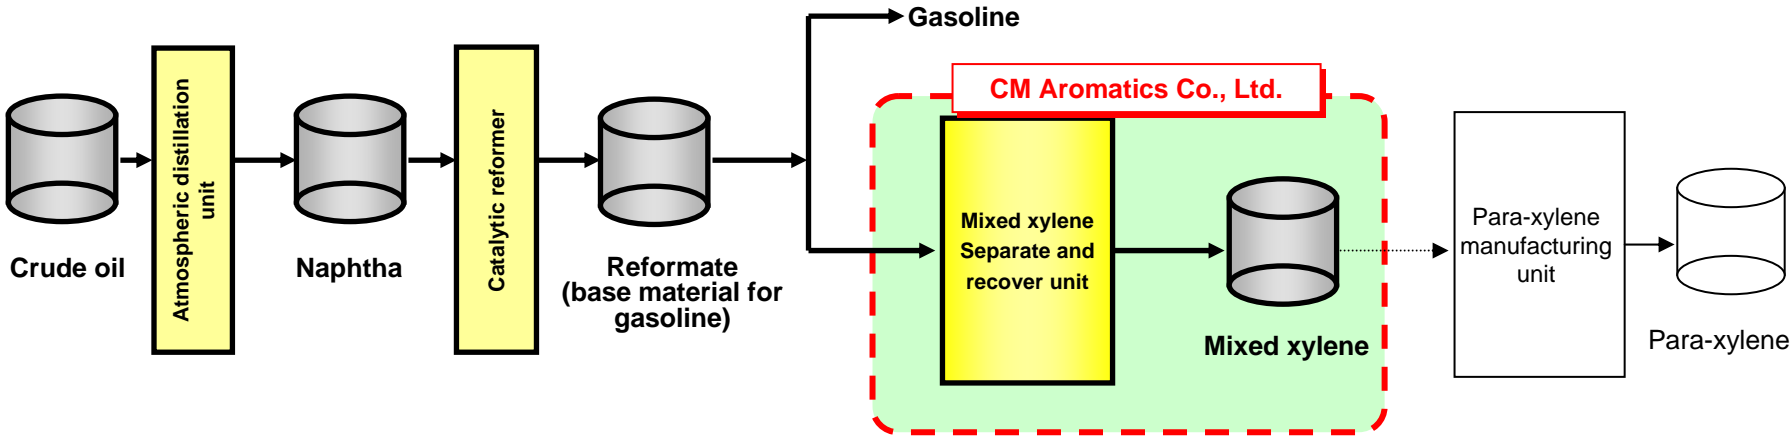 Gasoline
CM Aromatics Co., Ltd.
Crude oil
Atmospheric distillation
unit
Naphtha
Catalytic reformer
Reformate
(base material for
gasoline)
Mixed xylene
Separate and
recover unit
Mixed xylene
Para-xylene
manufacturing
unit
Para-xylene